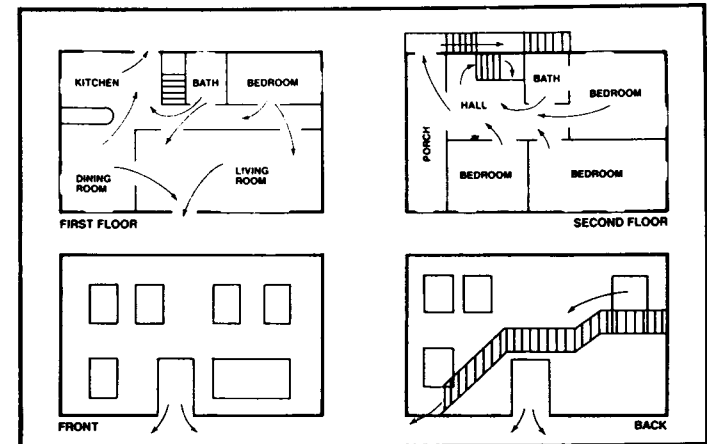 KITCHEN
BATH
BEDROOM
DINING
ROOM
LIVING
ROOM
FIRST FLOOR
BATH
HALL
BEDROOM
PORCH
BEDROOM
BEDROOM
SECOND FLOOR
FRONT
BACK